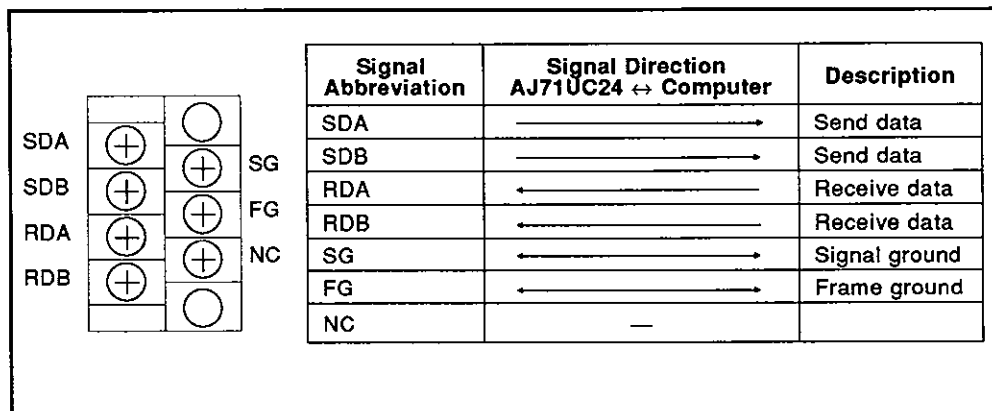 SDA
SDB
RDA
RDB
SG
FG
NC
Signal Abbreviation Signal Direction AJ71UC24 ↔ Computer Description
SDA Send data
SDB Send data
RDA Receive data
RDB Receive data
SG Signal ground
FG Frame ground
NC —